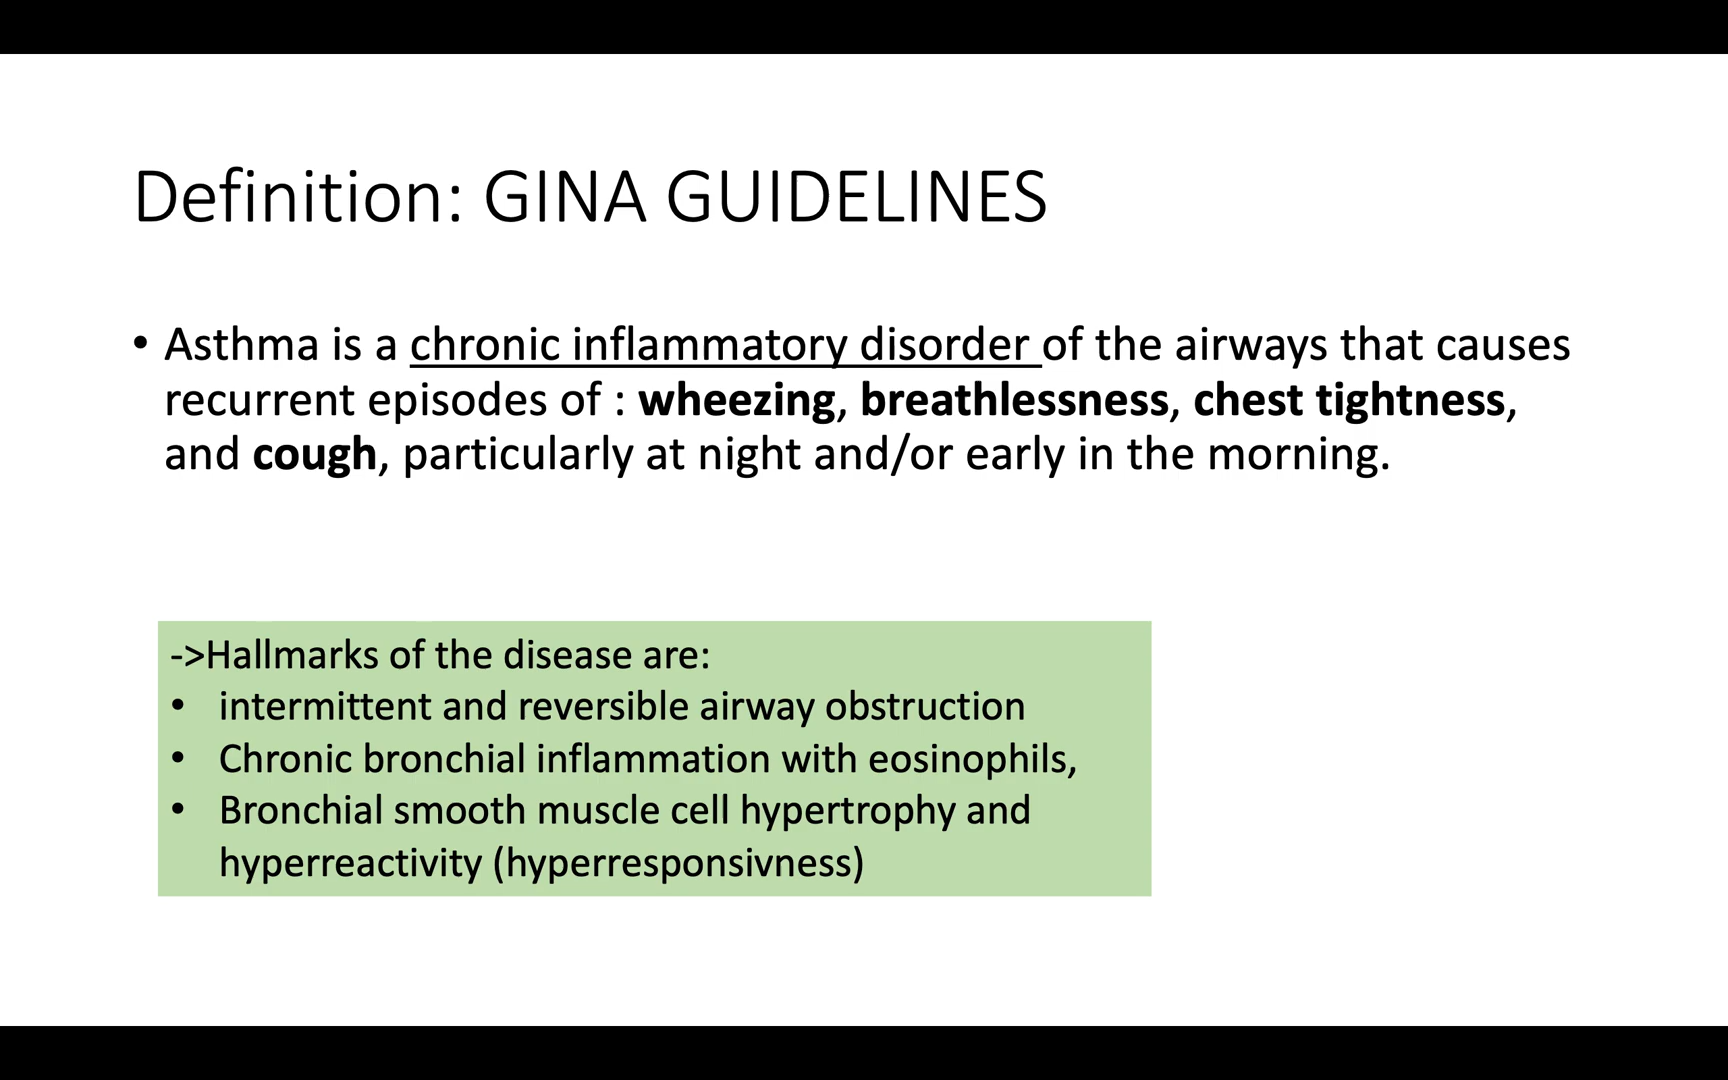 Definition: GINA GUIDELINES
• Asthma is a chronic inflammatory disorder of the airways that causes
recurrent episodes of : wheezing, breathlessness, chest tightness,
and cough, particularly at night and/or early in the morning.
->Hallmarks of the disease are:
• intermittent and reversible airway obstruction
• Chronic bronchial inflammation with eosinophils,
• Bronchial smooth muscle cell hypertrophy and
hyperreactivity (hyperresponsivness)